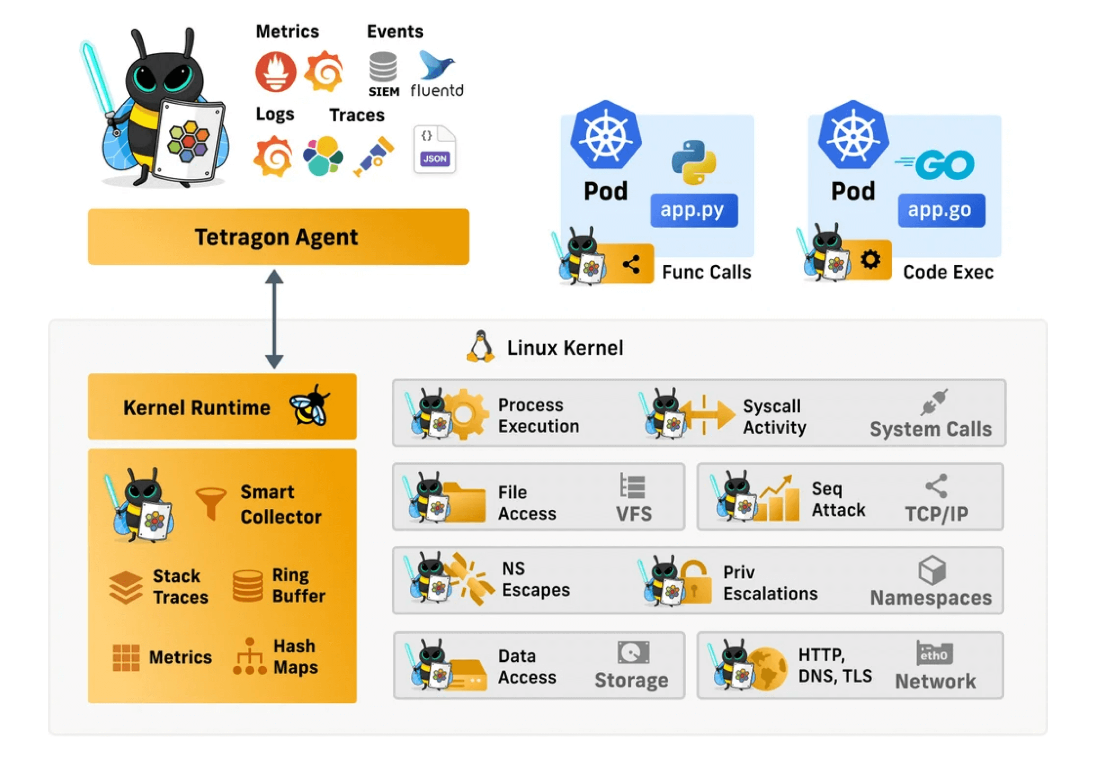 Metrics
Events
SIEM
fluentd
Logs
Traces
{}
JSON
Tetragon Agent
Pod
app.py
Func Calls
Pod
GO
app.go
Code Exec
Linux Kernel
Kernel Runtime
Smart
Collector
Stack
Traces
Ring
Buffer
Metrics
Hash
Maps
Process
Execution
Syscall
Activity
System Calls
File
Access
VFS
Seq
Attack
TCP/IP
NS
Escapes
Priv
Escalations
Namespaces
Data
Access
Storage
HTTP,
DNS, TLS
eth0
Network